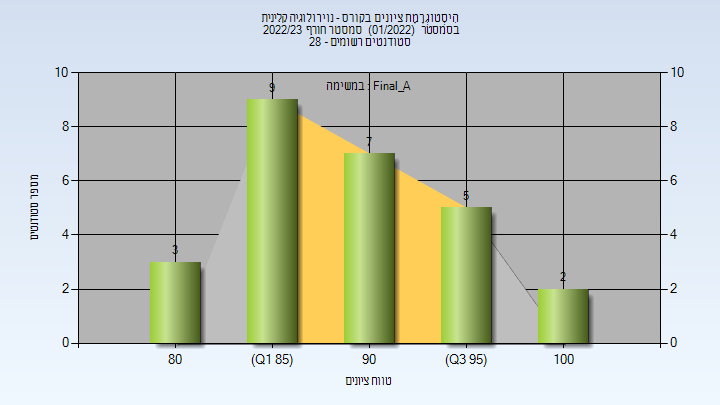 היסטוגרמת ציונים בקורס - נוירולוגיה קלינית
בסמסטר (01/2022) סמסטר חורף 2022/23
סטודנטים רשומים - 28
במשימה : Final_A
מספר סטודנטים
10
8
6
4
2
0
10
8
6
4
2
0
3
9
7
5
2
80
(Q1 85)
90
(Q3 95)
100
טווח ציונים